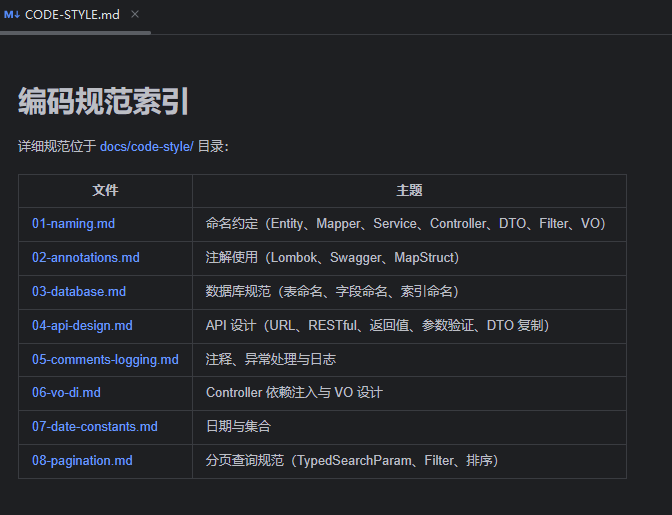 CODE-STYLE.md
编码规范索引
详细规范位于 docs/code-style/ 目录：
文件 主题
01-naming.md 命名约定（Entity、Mapper、Service、Controller、DTO、Filter、VO）
02-annotations.md 注解使用（Lombok、Swagger、MapStruct）
03-database.md 数据库规范（表命名、字段命名、索引命名）
04-api-design.md API 设计（URL、RESTful、返回值、参数验证、DTO 复制）
05-comments-logging.md 注释、异常处理与日志
06-vo-di.md Controller 依赖注入与 VO 设计
07-date-constants.md 日期与集合
08-pagination.md 分页查询规范（TypedSearchParam、Filter、排序）